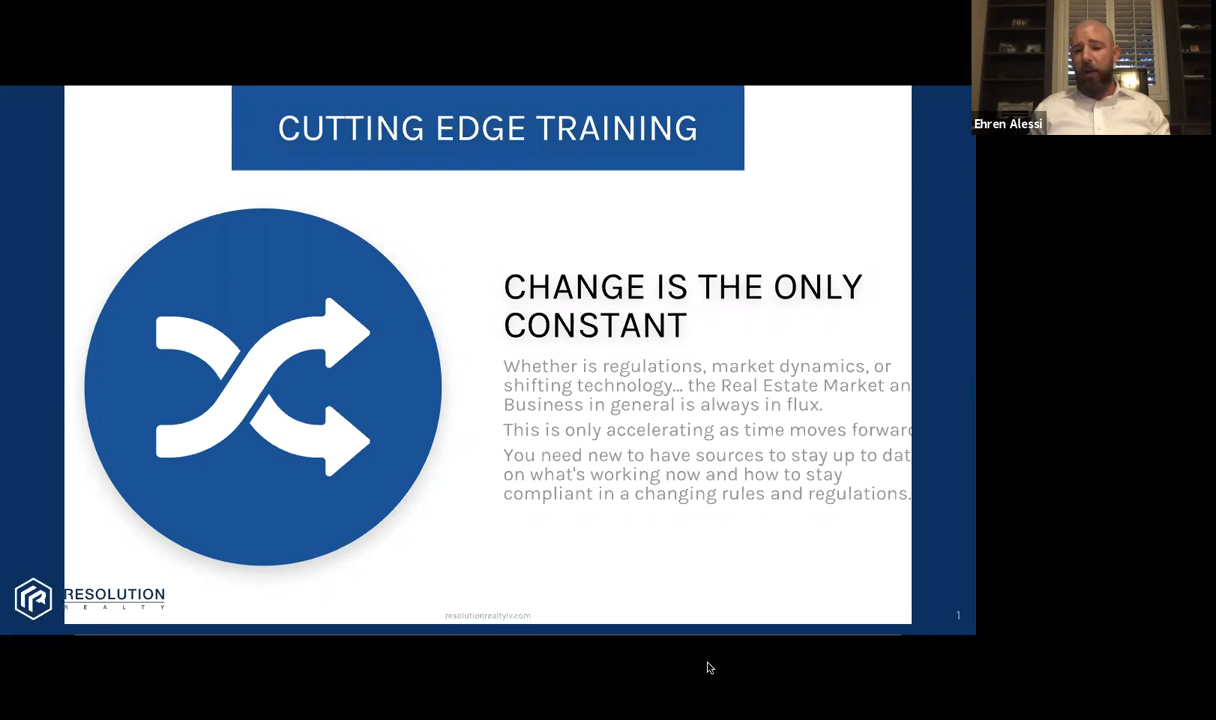 Ehren Alessi
CUTTING EDGE TRAINING
CHANGE IS THE ONLY
CONSTANT
Whether is regulations, market dynamics, or
shifting technology... the Real Estate Market an
Business in general is always in flux.
This is only accelerating as time moves forward
You need new to have sources to stay up to dat
on what's working now and how to stay
compliant in a changing rules and regulations.
RESOLUTION
REALTY
resolutionrealtylv.com
1